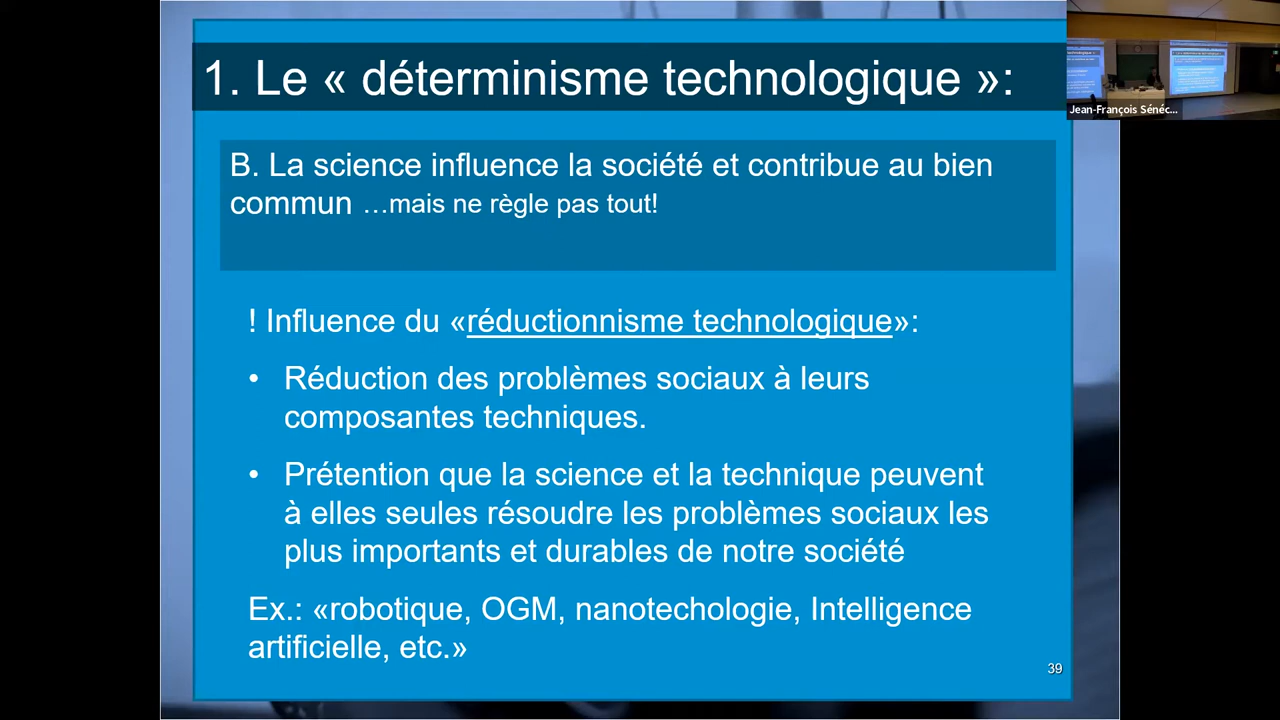 1. Le « déterminisme technologique »:
B. La science influence la société et contribue au bien
commun …mais ne règle pas tout!
! Influence du «réductionnisme technologique»:
• Réduction des problèmes sociaux à leurs
composantes techniques.
• Prétention que la science et la technique peuvent
à elles seules résoudre les problèmes sociaux les
plus importants et durables de notre société
Ex.: «robotique, OGM, nanotechologie, Intelligence
artificielle, etc.»
39
Jean-François Sénéc...